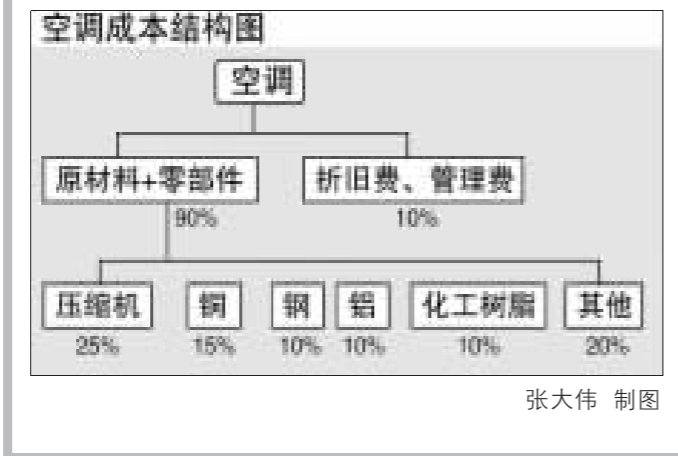 空调成本结构图
空调
原材料+零部件 折旧费、管理费
90% 10%
压缩机 铜 钢 铝 化工树脂 其他
25% 15% 10% 10% 10% 20%
张大伟 制图